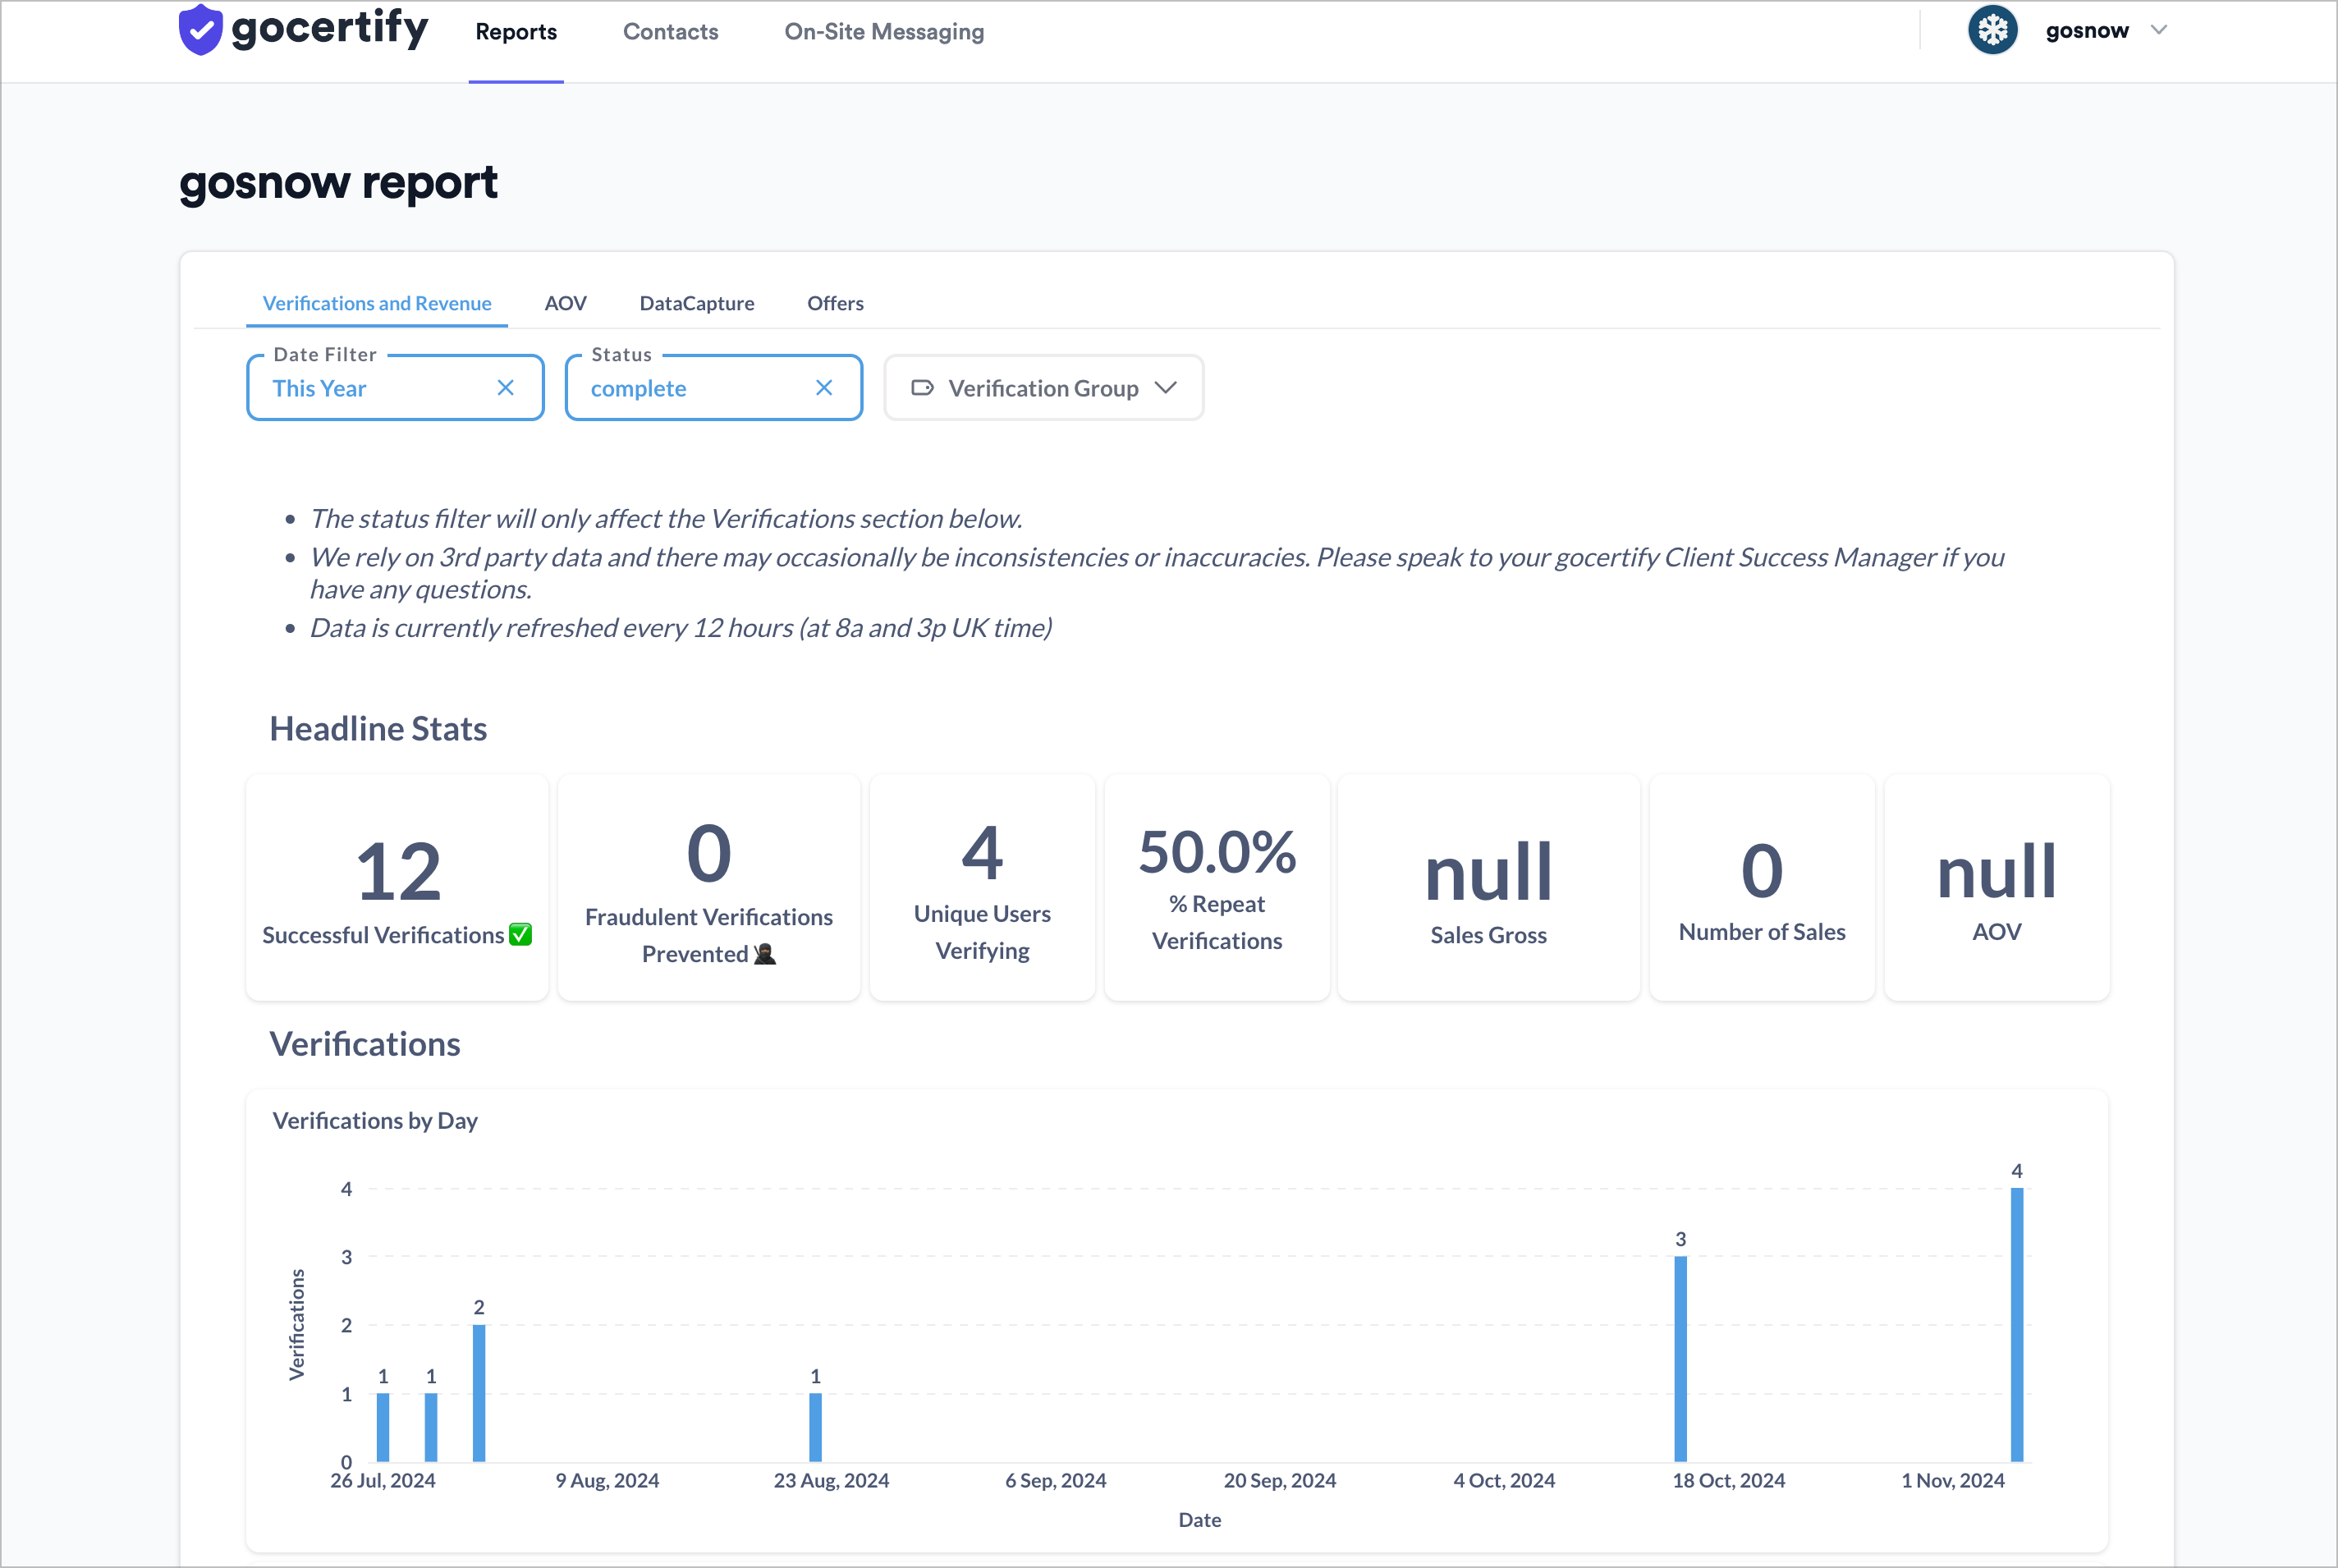 gocertify
Reports
Contacts
On-Site Messaging
gosnow
gosnow report
Verifications and Revenue
AOV
DataCapture
Offers
Date Filter
This Year
Status
complete
Verification Group
The status filter will only affect the Verifications section below.
We rely on 3rd party data and there may occasionally be inconsistencies or inaccuracies. Please speak to your gocertify Client Success Manager if you
have any questions.
Data is currently refreshed every 12 hours (at 8a and 3p UK time)
Headline Stats
12
Successful Verifications ✅
0
Fraudulent Verifications
Prevented 🥷
4
Unique Users
Verifying
50.0%
% Repeat
Verifications
null
Sales Gross
0
Number of Sales
null
AOV
Verifications
Verifications by Day
Verifications
4
3
2
1
0
1
1
2
1
3
4
26 Jul, 2024
9 Aug, 2024
23 Aug, 2024
6 Sep, 2024
20 Sep, 2024
4 Oct, 2024
18 Oct, 2024
1 Nov, 2024
Date